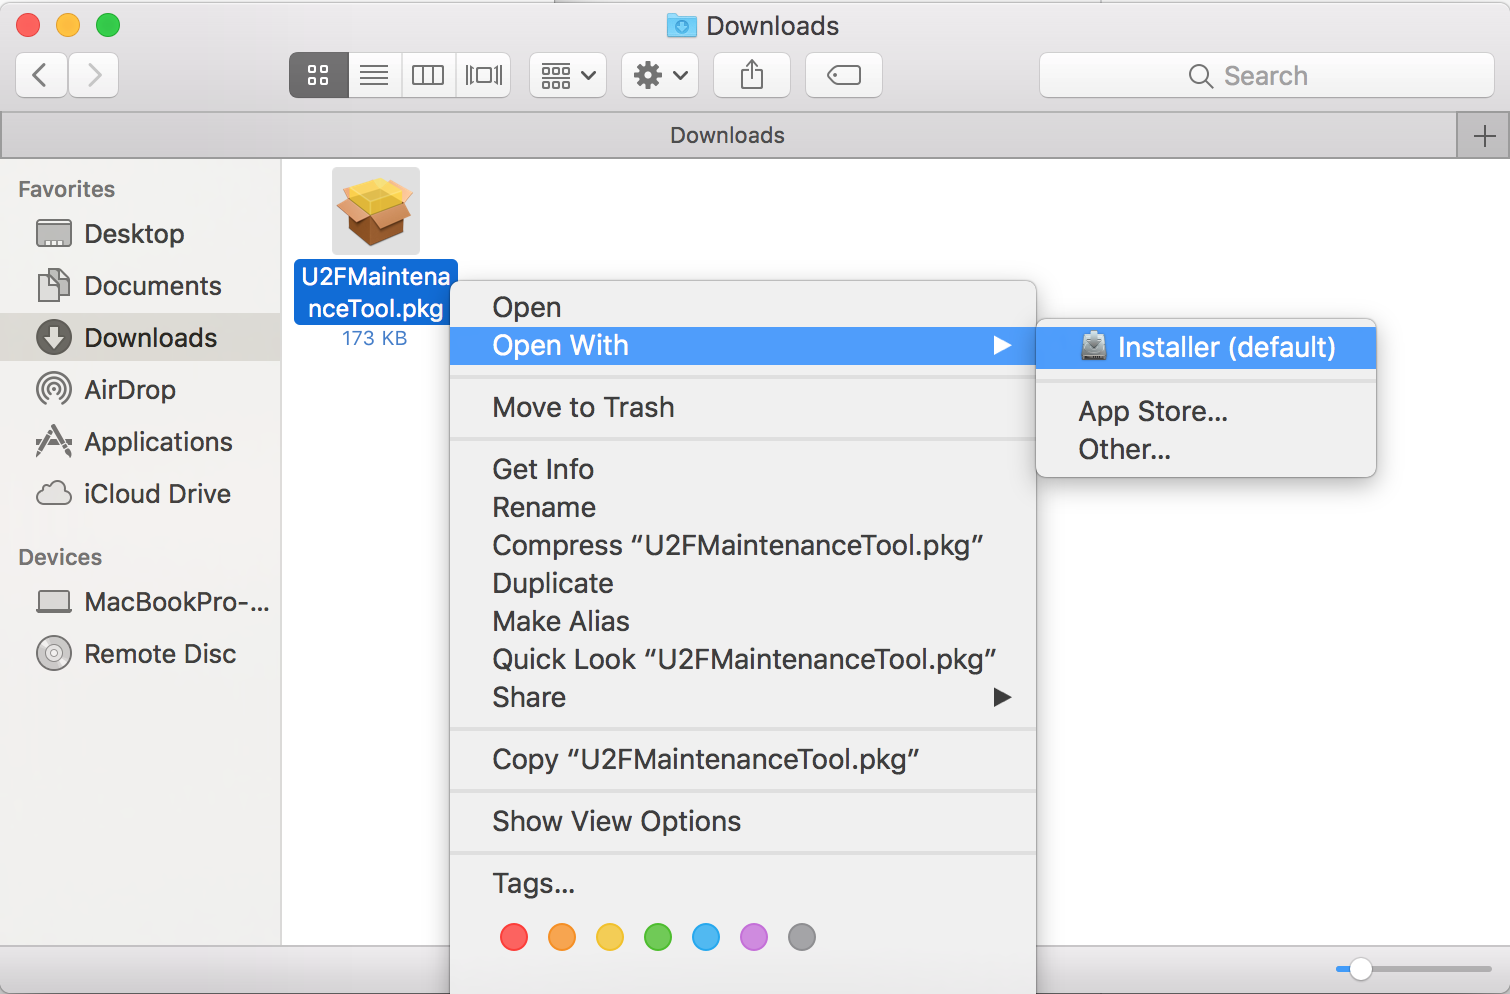 Downloads
Search
Downloads
Favorites
Desktop
Documents
Downloads
AirDrop
Applications
iCloud Drive
Devices
MacBookPro-...
Remote Disc
U2FMaintena
nceTool.pkg
173 KB
Open
Open With
Move to Trash
Get Info
Rename
Compress “U2FMaintenanceTool.pkg”
Duplicate
Make Alias
Quick Look “U2FMaintenanceTool.pkg”
Share
Copy “U2FMaintenanceTool.pkg”
Show View Options
Tags...
Installer (default)
App Store...
Other...